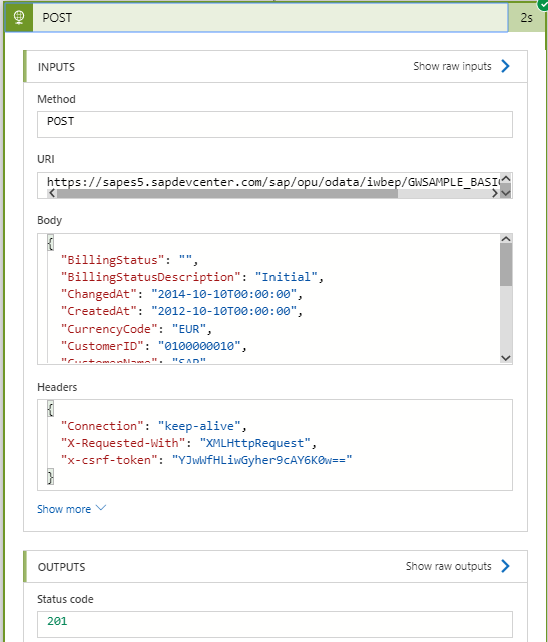 POST
2s
INPUTS
Show raw inputs
Method
POST
URI
https://sapes5.sapdevcenter.com/sap/opu/odata/iwbep/GWSAMPLE_BASIC
Body
{
"BillingStatus": "",
"BillingStatusDescription": "Initial",
"ChangedAt": "2014-10-10T00:00:00",
"CreatedAt": "2012-10-10T00:00:00",
"CurrencyCode": "EUR",
"CustomerID": "0100000010",
"CustomerName": "SAP"
Headers
{
"Connection": "keep-alive",
"X-Requested-With": "XMLHttpRequest",
"x-csrf-token": "YJwWfHLiwGyher9cAY6K0w=="
}
Show more
OUTPUTS
Show raw outputs
Status code
201